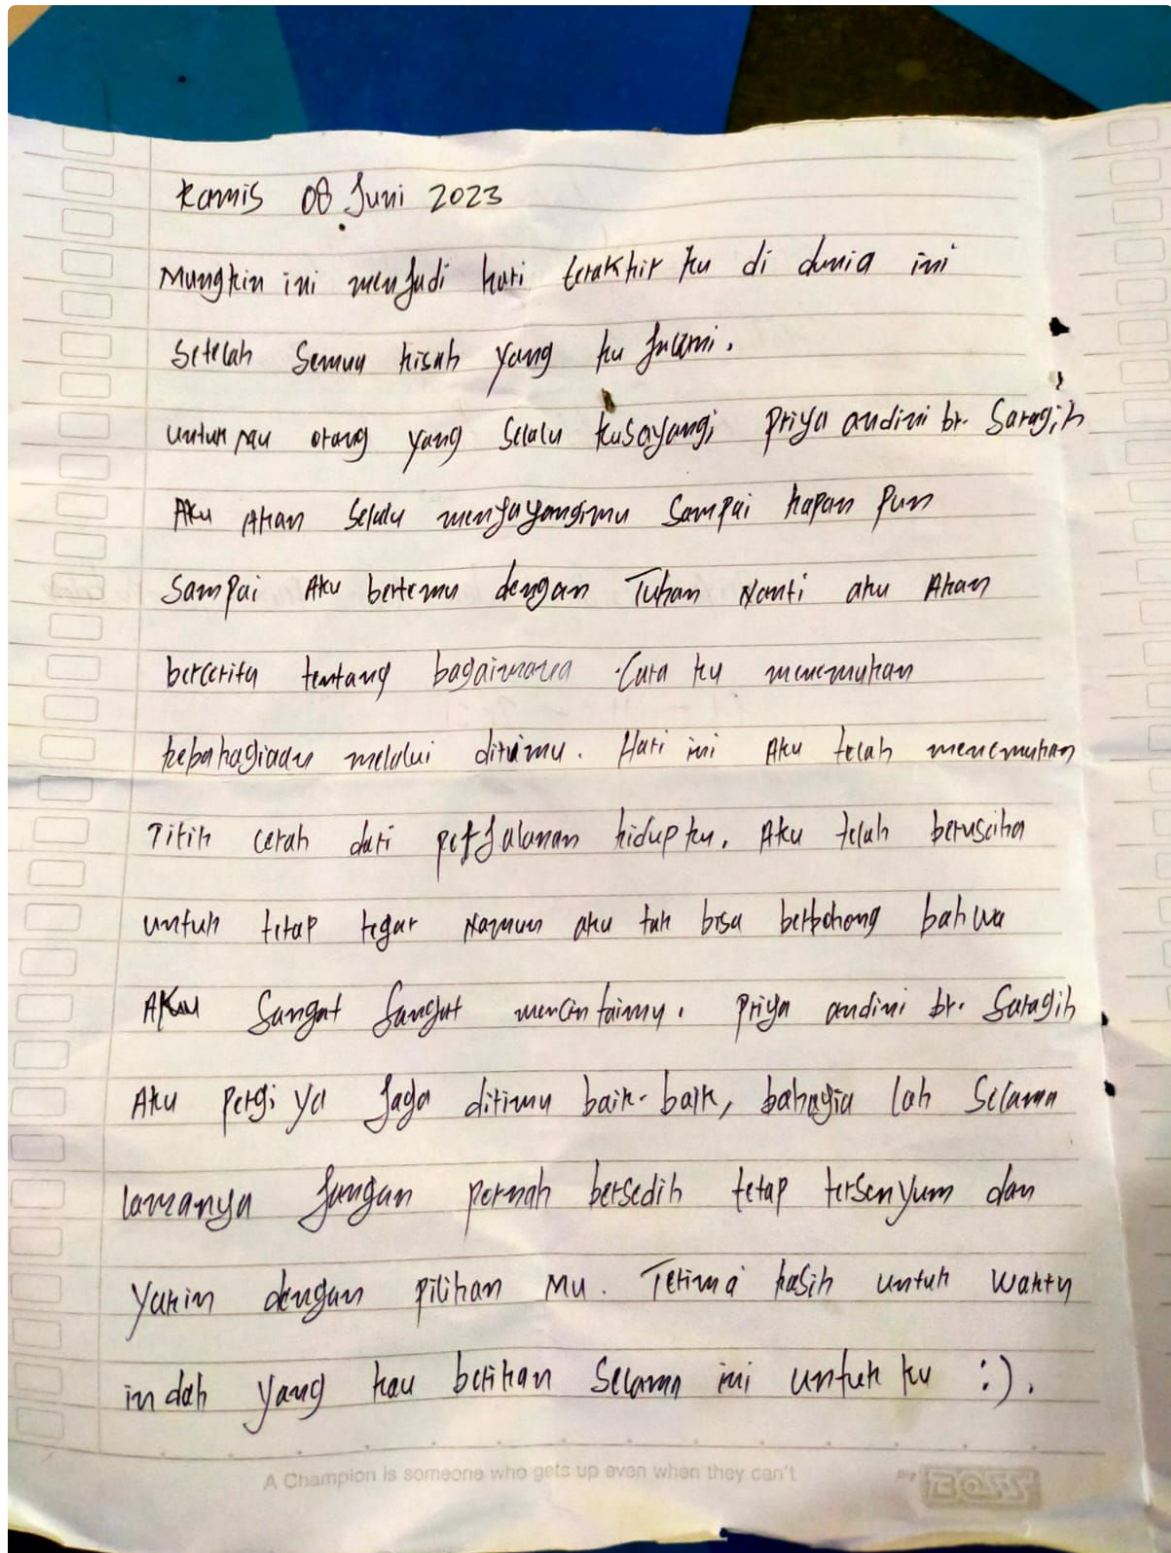 Kamis 08 Juni 2023
Mungkin ini menjadi hari terakhir ku di dunia ini
Setelah Semua kisah yang ku jalami.
untuk mu orang yang Selalu kusayangi Priya andini br. Saragih
Aku Akan Selalu menyayangimu Sampai kapan Pun
Sampai Aku bertemu dengan Tuhan Nanti aku Akan
bercerita tentang bagaimana Cara ku menemukan
kebahagiaan melalui dirimu. Hari ini Aku telah menemukan
Titik cerah dari perjalanan hidup ku. Aku telah berusaha
untuk tetap tegar Namun aku tak bisa berbohong bahwa
Aku Sangat Sangat mencintaimu. Priya andini br. Saragih
Aku pergi ya Jaga dirimu baik-baik, bahagia lah Selama
lamanya Jangan pernah bersedih tetap tersenyum dan
Yakin dengan pilihan Mu. Terima kasih untuk waktu
indah yang kau berikan Selama ini untuk ku :).
A Champion is someone who gets up even when they can't
BY BOSS